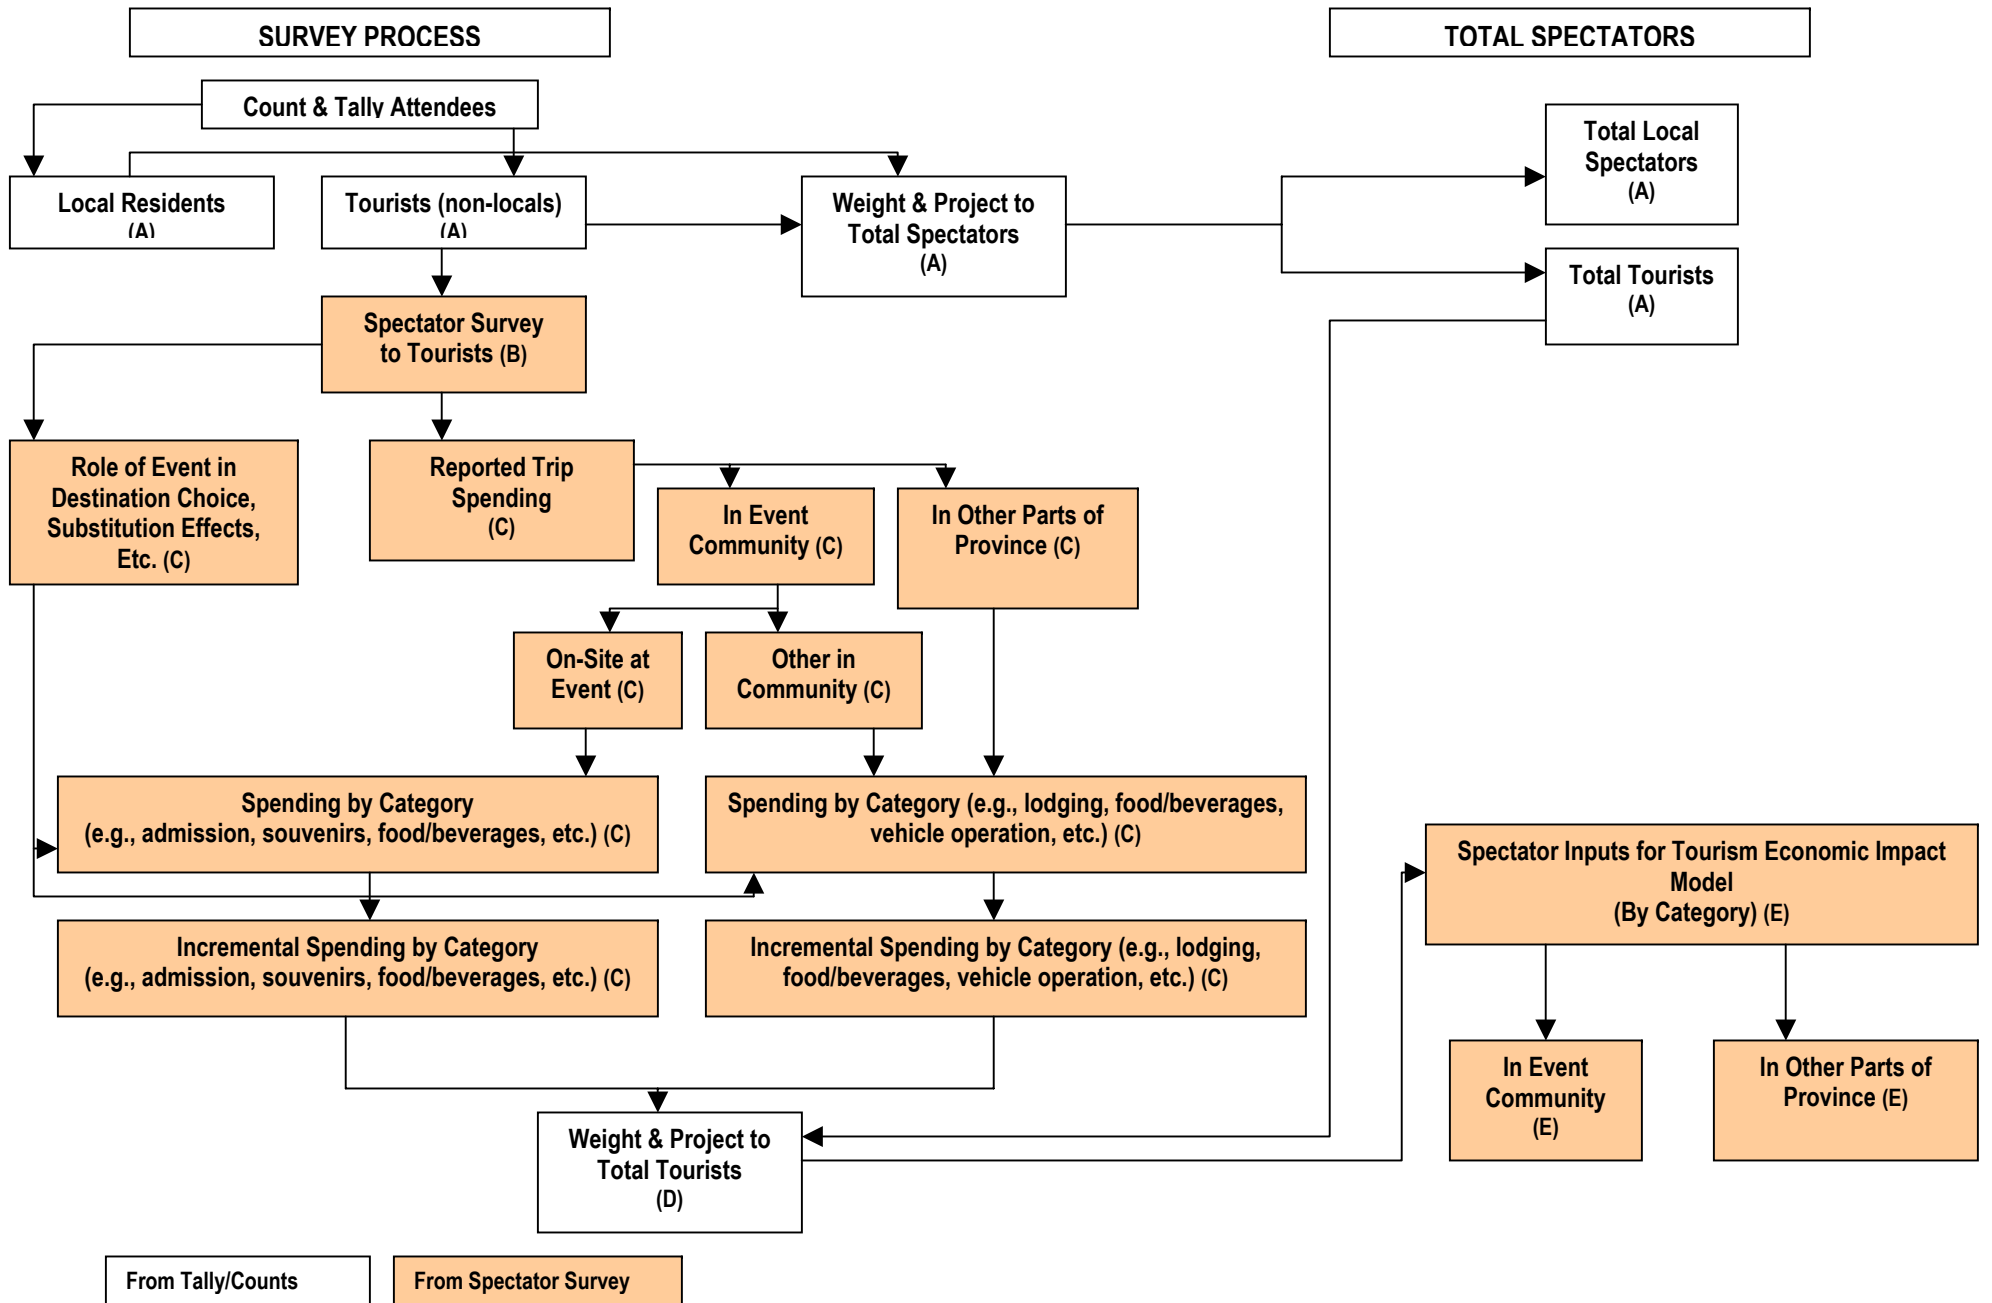 SURVEY PROCESS
TOTAL SPECTATORS
Count & Tally Attendees
Local Residents
(A)
Tourists (non-locals)
(A)
Weight & Project to
Total Spectators
(A)
Total Local
Spectators
(A)
Total Tourists
(A)
Spectator Survey
to Tourists (B)
Role of Event in
Destination Choice,
Substitution Effects,
Etc. (C)
Reported Trip
Spending
(C)
In Event
Community (C)
In Other Parts of
Province (C)
On-Site at
Event (C)
Other in
Community (C)
Spending by Category
(e.g., admission, souvenirs, food/beverages, etc.) (C)
Spending by Category (e.g., lodging, food/beverages,
vehicle operation, etc.) (C)
Spectator Inputs for Tourism Economic Impact
Model
(By Category) (E)
Incremental Spending by Category
(e.g., admission, souvenirs, food/beverages, etc.) (C)
Incremental Spending by Category (e.g., lodging,
food/beverages, vehicle operation, etc.) (C)
In Event
Community
(E)
In Other Parts of
Province (E)
Weight & Project to
Total Tourists
(D)
From Tally/Counts
From Spectator Survey